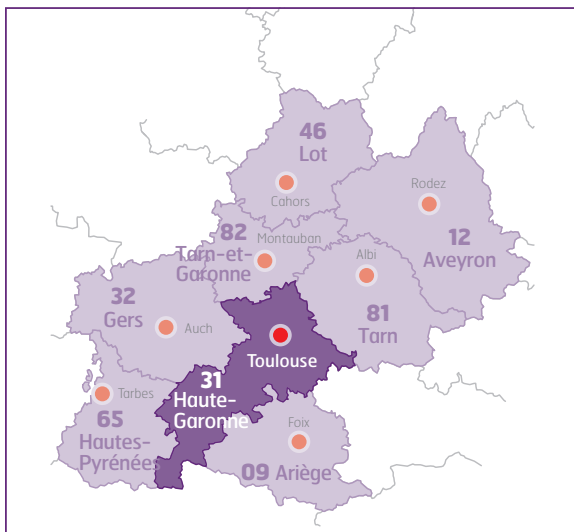 46
Lot
Cahors
Rodez
12
Aveyron
82
Montauban
Tarn-et-
Garonne
Albi
32
Gers
Auch
81
Tarn
Toulouse
31
Haute-
Garonne
Tarbes
65
Hautes-
Pyrénées
Foix
09 Ariège